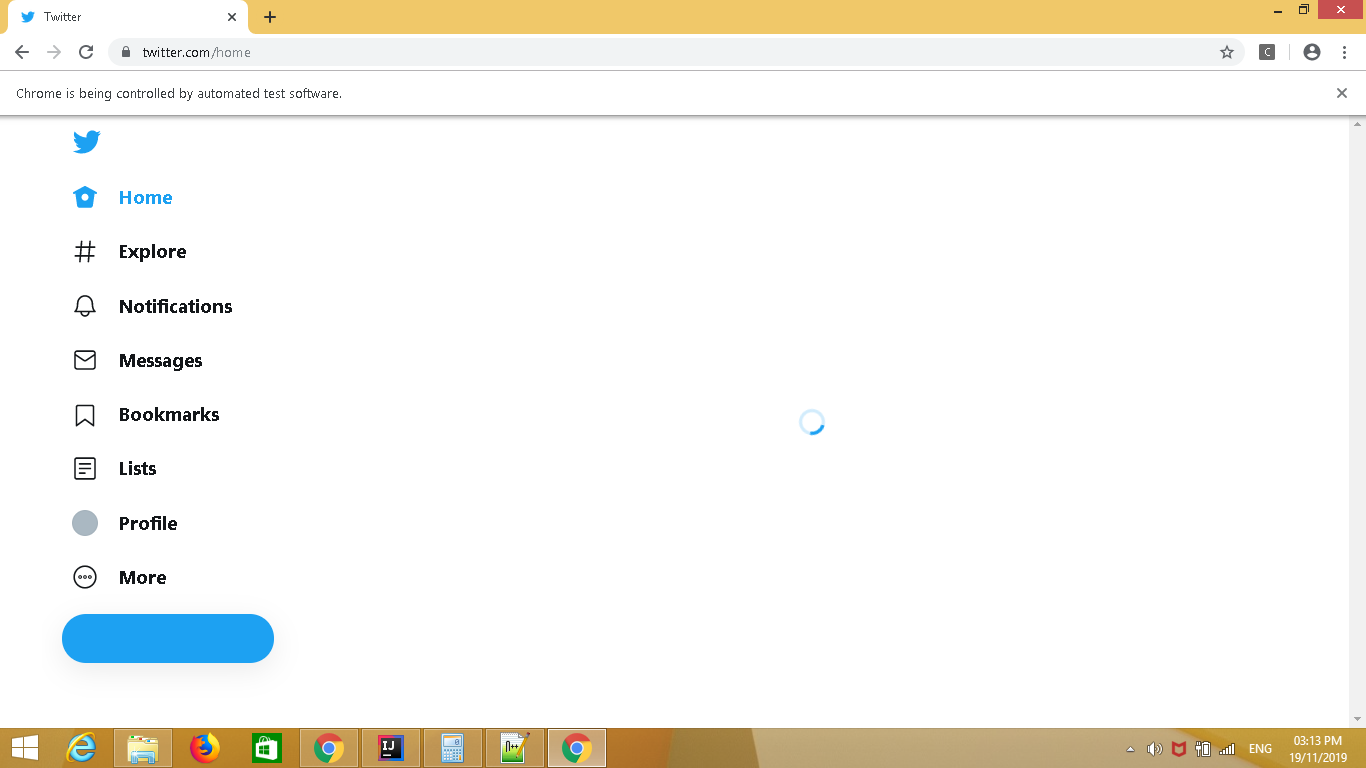 Twitter
twitter.com/home
C
Chrome is being controlled by automated test software.
Home
Explore
Notifications
Messages
Bookmarks
Lists
Profile
More
IJ
ENG
03:13 PM
19/11/2019